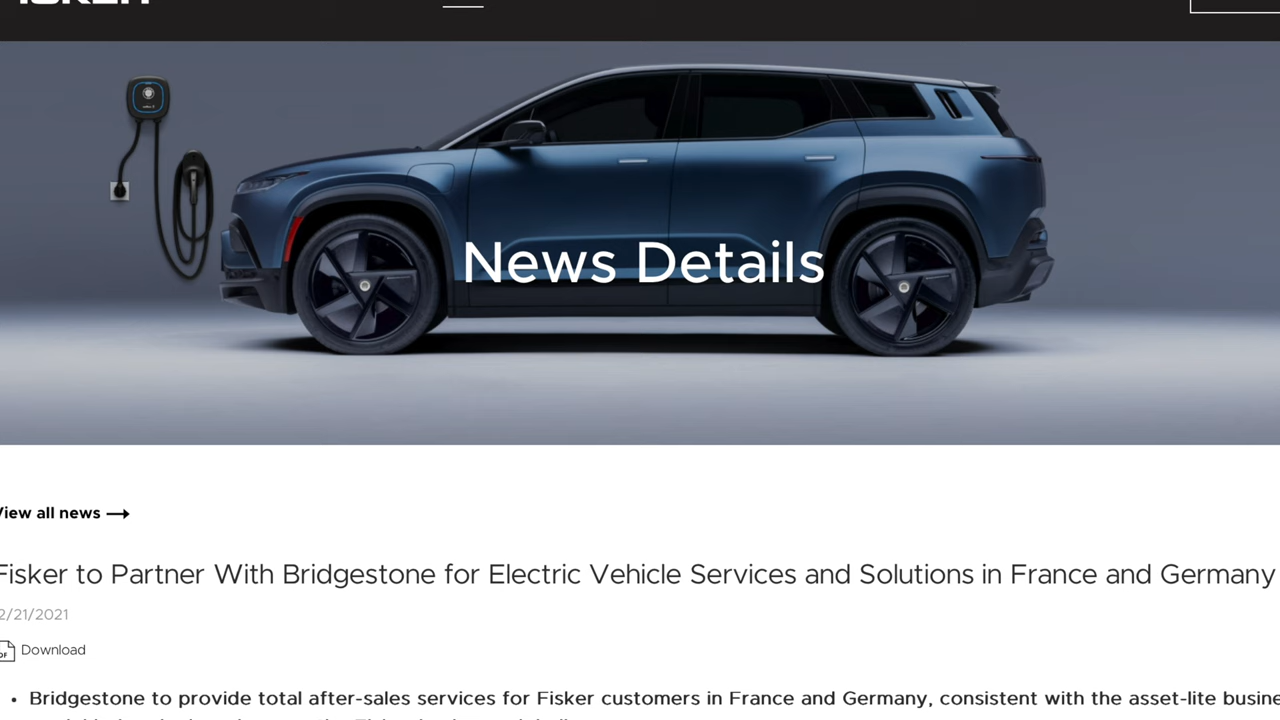 News Details
View all news
Fisker to Partner With Bridgestone for Electric Vehicle Services and Solutions in France and Germany
2/21/2021
Download
Bridgestone to provide total after-sales services for Fisker customers in France and Germany, consistent with the asset-lite